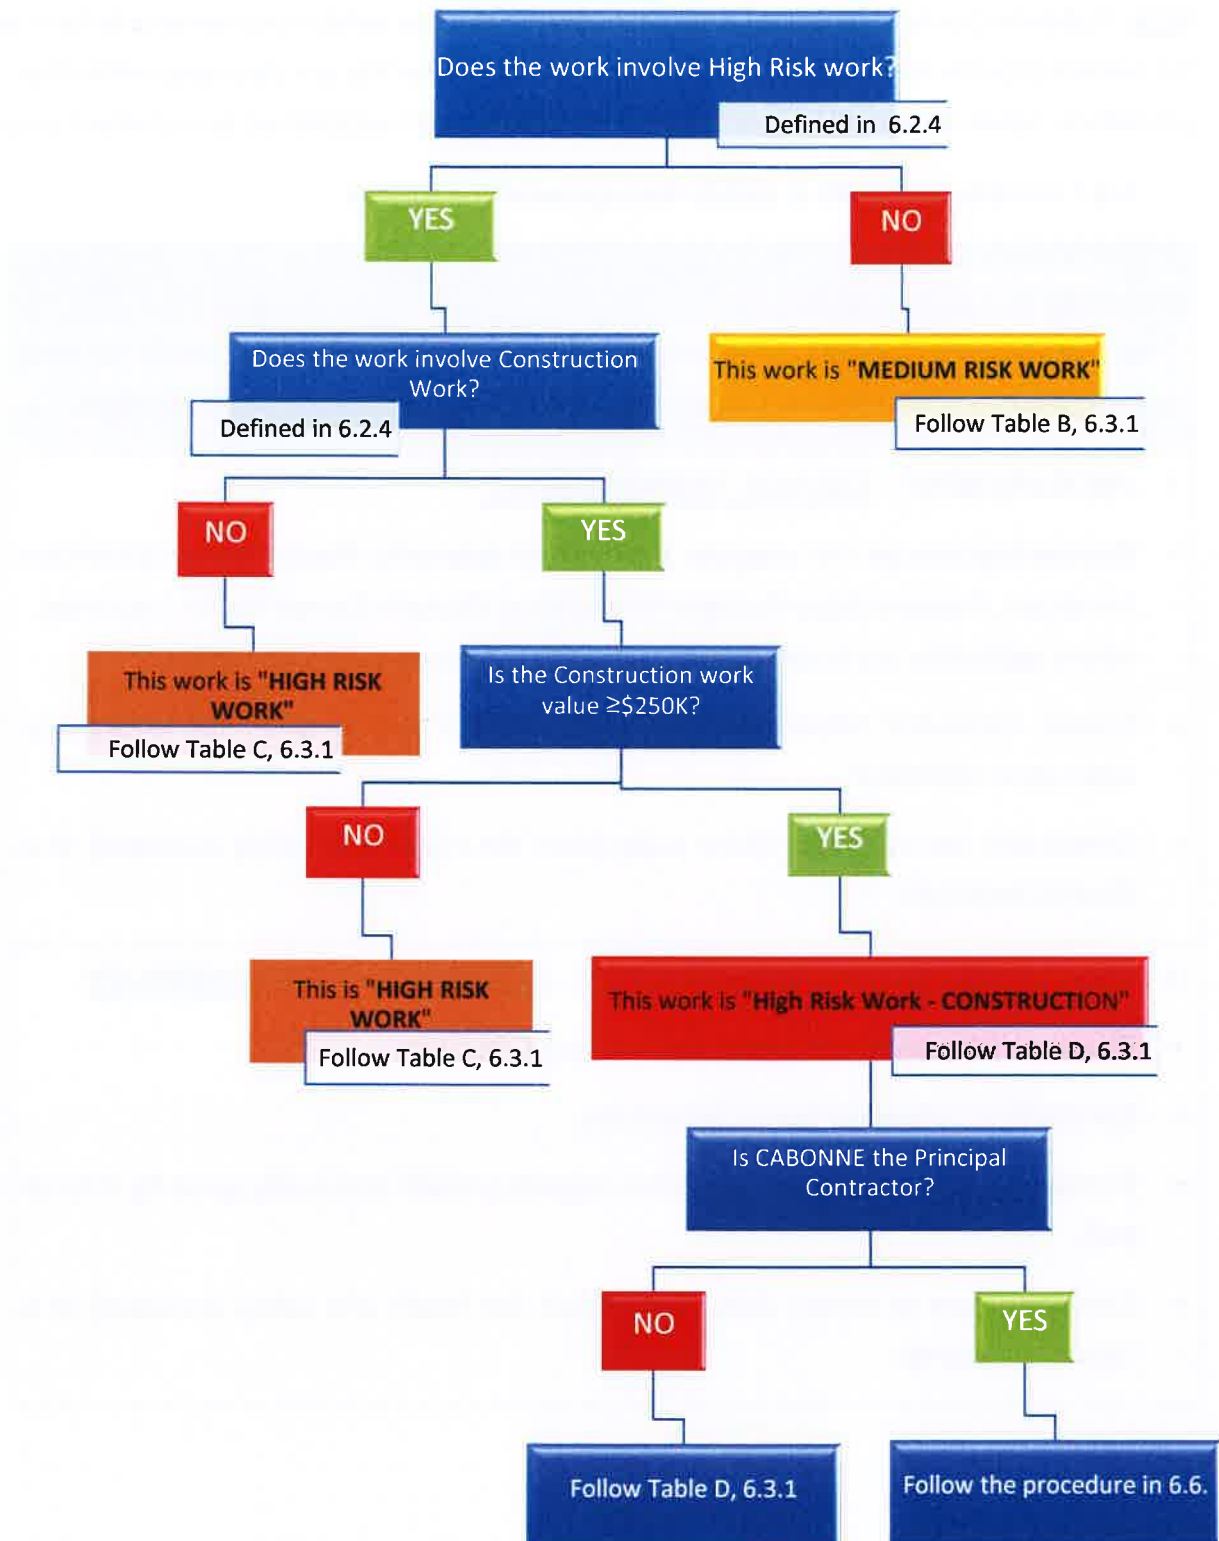 Does the work involve High Risk work?
Defined in 6.2.4
YES
NO
Does the work involve Construction
Work?
Defined in 6.2.4
This work is "MEDIUM RISK WORK"
Follow Table B, 6.3.1
NO
YES
This work is "HIGH RISK
WORK"
Follow Table C, 6.3.1
Is the Construction work
value ≥$250K?
NO
YES
This is "HIGH RISK
WORK"
Follow Table C, 6.3.1
This work is "High Risk Work - CONSTRUCTION"
Follow Table D, 6.3.1
Is CABONNE the Principal
Contractor?
NO
YES
Follow Table D, 6.3.1
Follow the procedure in 6.6.